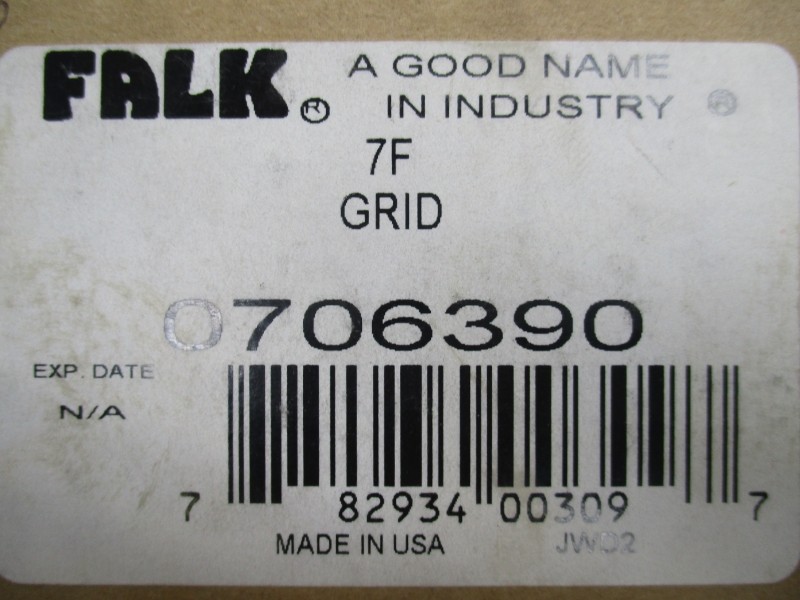 FALK® A GOOD NAME
IN INDUSTRY ®
7F
GRID
0706390
EXP. DATE
N/A
7 82934 00309 7
MADE IN USA JW02